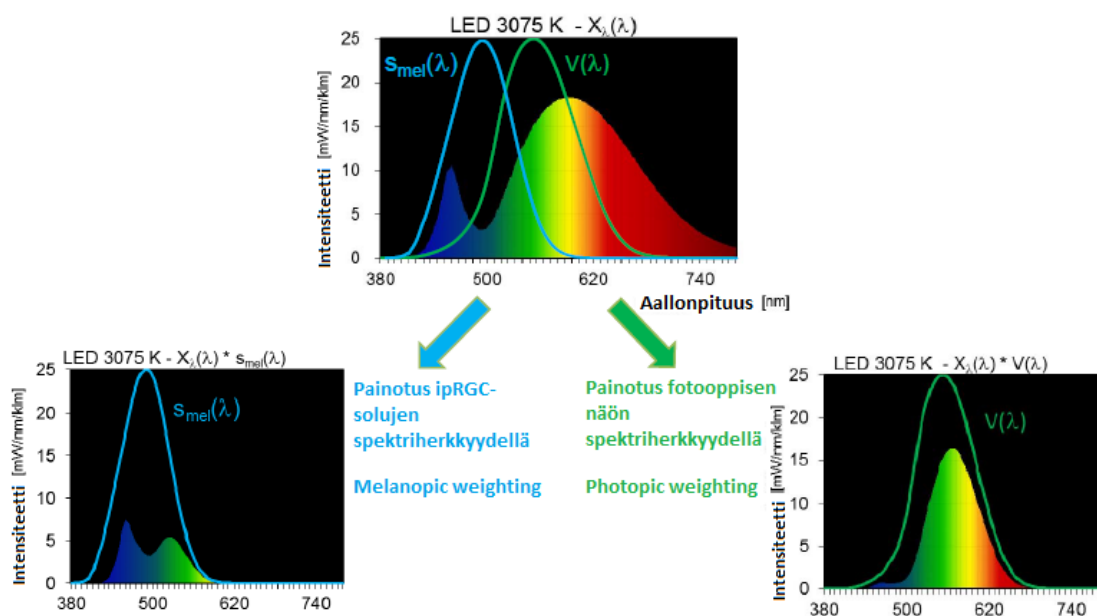 LED 3075 K - Xλ(λ)
Intensiteetti [mW/nm/klm]
25
20
15
10
5
0
smel(λ)
V(λ)
380 500 620 740
Aallonpituus [nm]
LED 3075 K - Xλ(λ) * smel(λ)
Intensiteetti [mW/nm/klm]
25
20
15
10
5
0
smel(λ)
380 500 620 740
Painotus ipRGC-
solujen
spektriherkkyydellä
Melanopic weighting
Painotus fotooppisen
näön
spektriherkkyydellä
Photopic weighting
LED 3075 K - Xλ(λ) * V(λ)
Intensiteetti [mW/nm/klm]
25
20
15
10
5
0
V(λ)
380 500 620 740